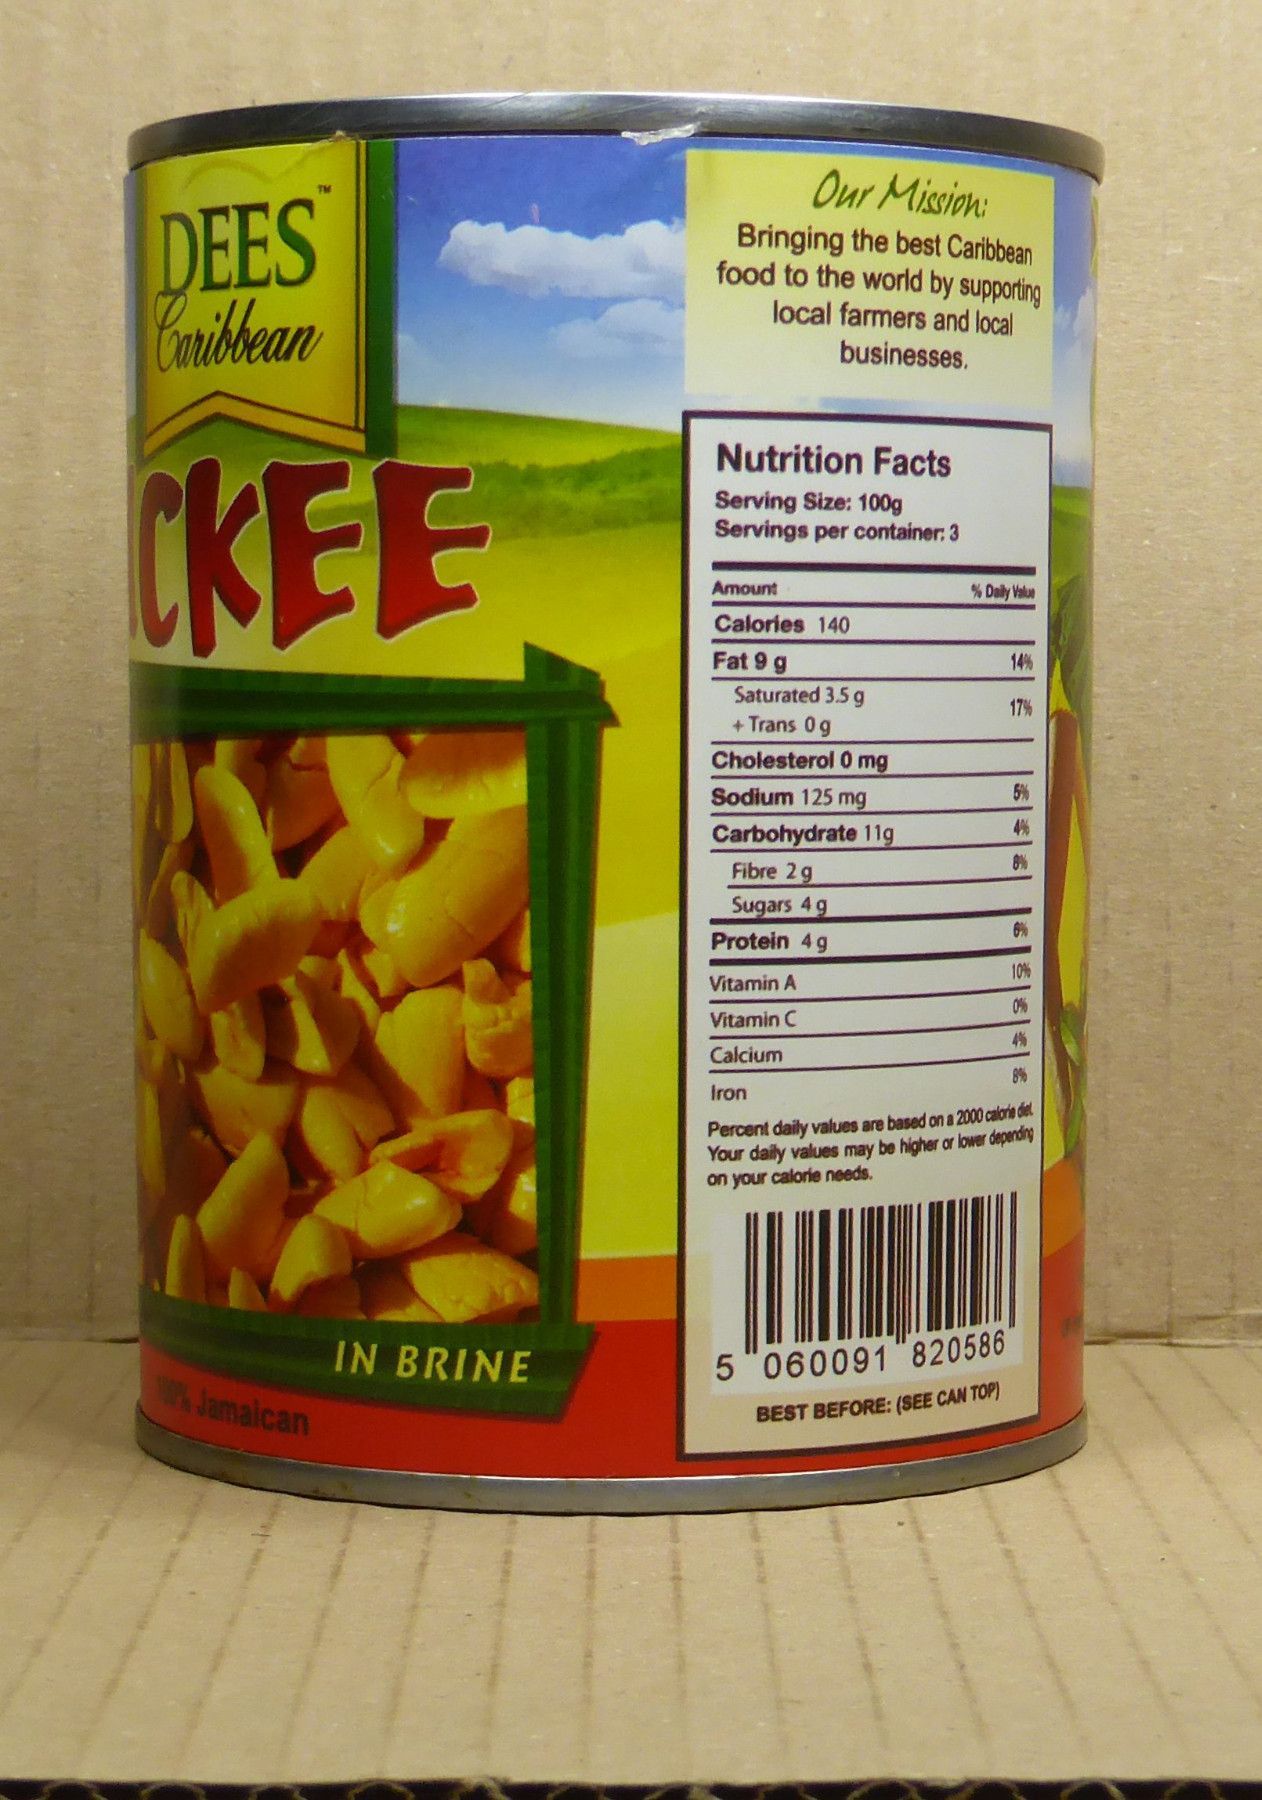 DEES™
Caribbean
CKEE
IN BRINE
100% Jamaican
Our Mission:
Bringing the best Caribbean
food to the world by supporting
local farmers and local
businesses.
Nutrition Facts
Serving Size: 100g
Servings per container: 3
Amount % Daily Value
Calories 140
Fat 9 g 14%
Saturated 3.5 g 17%
+ Trans 0 g
Cholesterol 0 mg
Sodium 125 mg 5%
Carbohydrate 11g 4%
Fibre 2 g 8%
Sugars 4 g
Protein 4 g 6%
Vitamin A 10%
Vitamin C 0%
Calcium 4%
Iron 8%
Percent daily values are based on a 2000 calorie diet.
Your daily values may be higher or lower depending
on your calorie needs.
5 060091 820586
BEST BEFORE: (SEE CAN TOP)